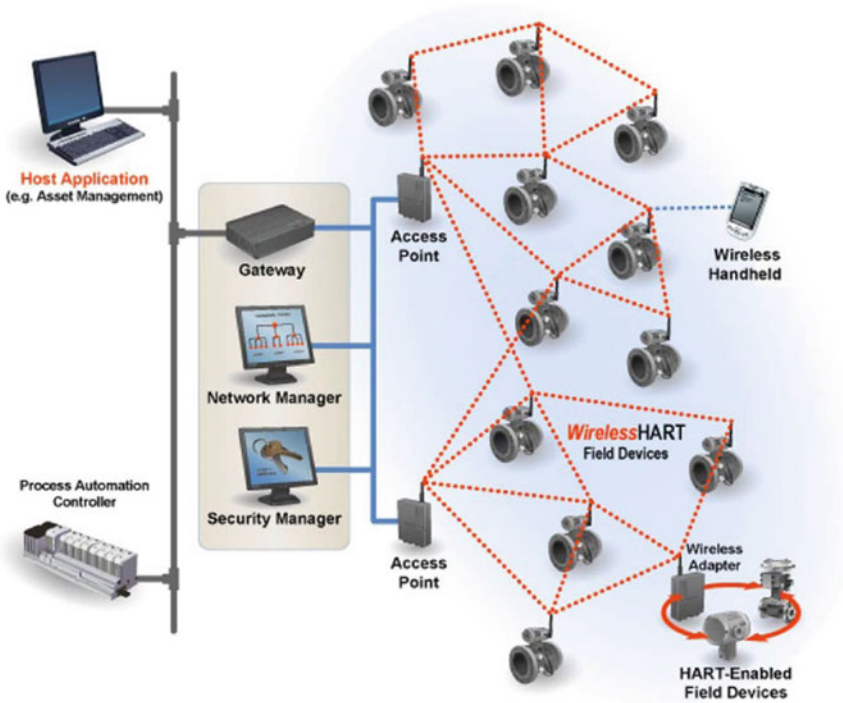 Host Application
(e.g. Asset Management)
Gateway
Network Manager
Security Manager
Process Automation
Controller
Access
Point
Access
Point
Wireless
Handheld
WirelessHART
Field Devices
Wireless
Adapter
HART-Enabled
Field Devices